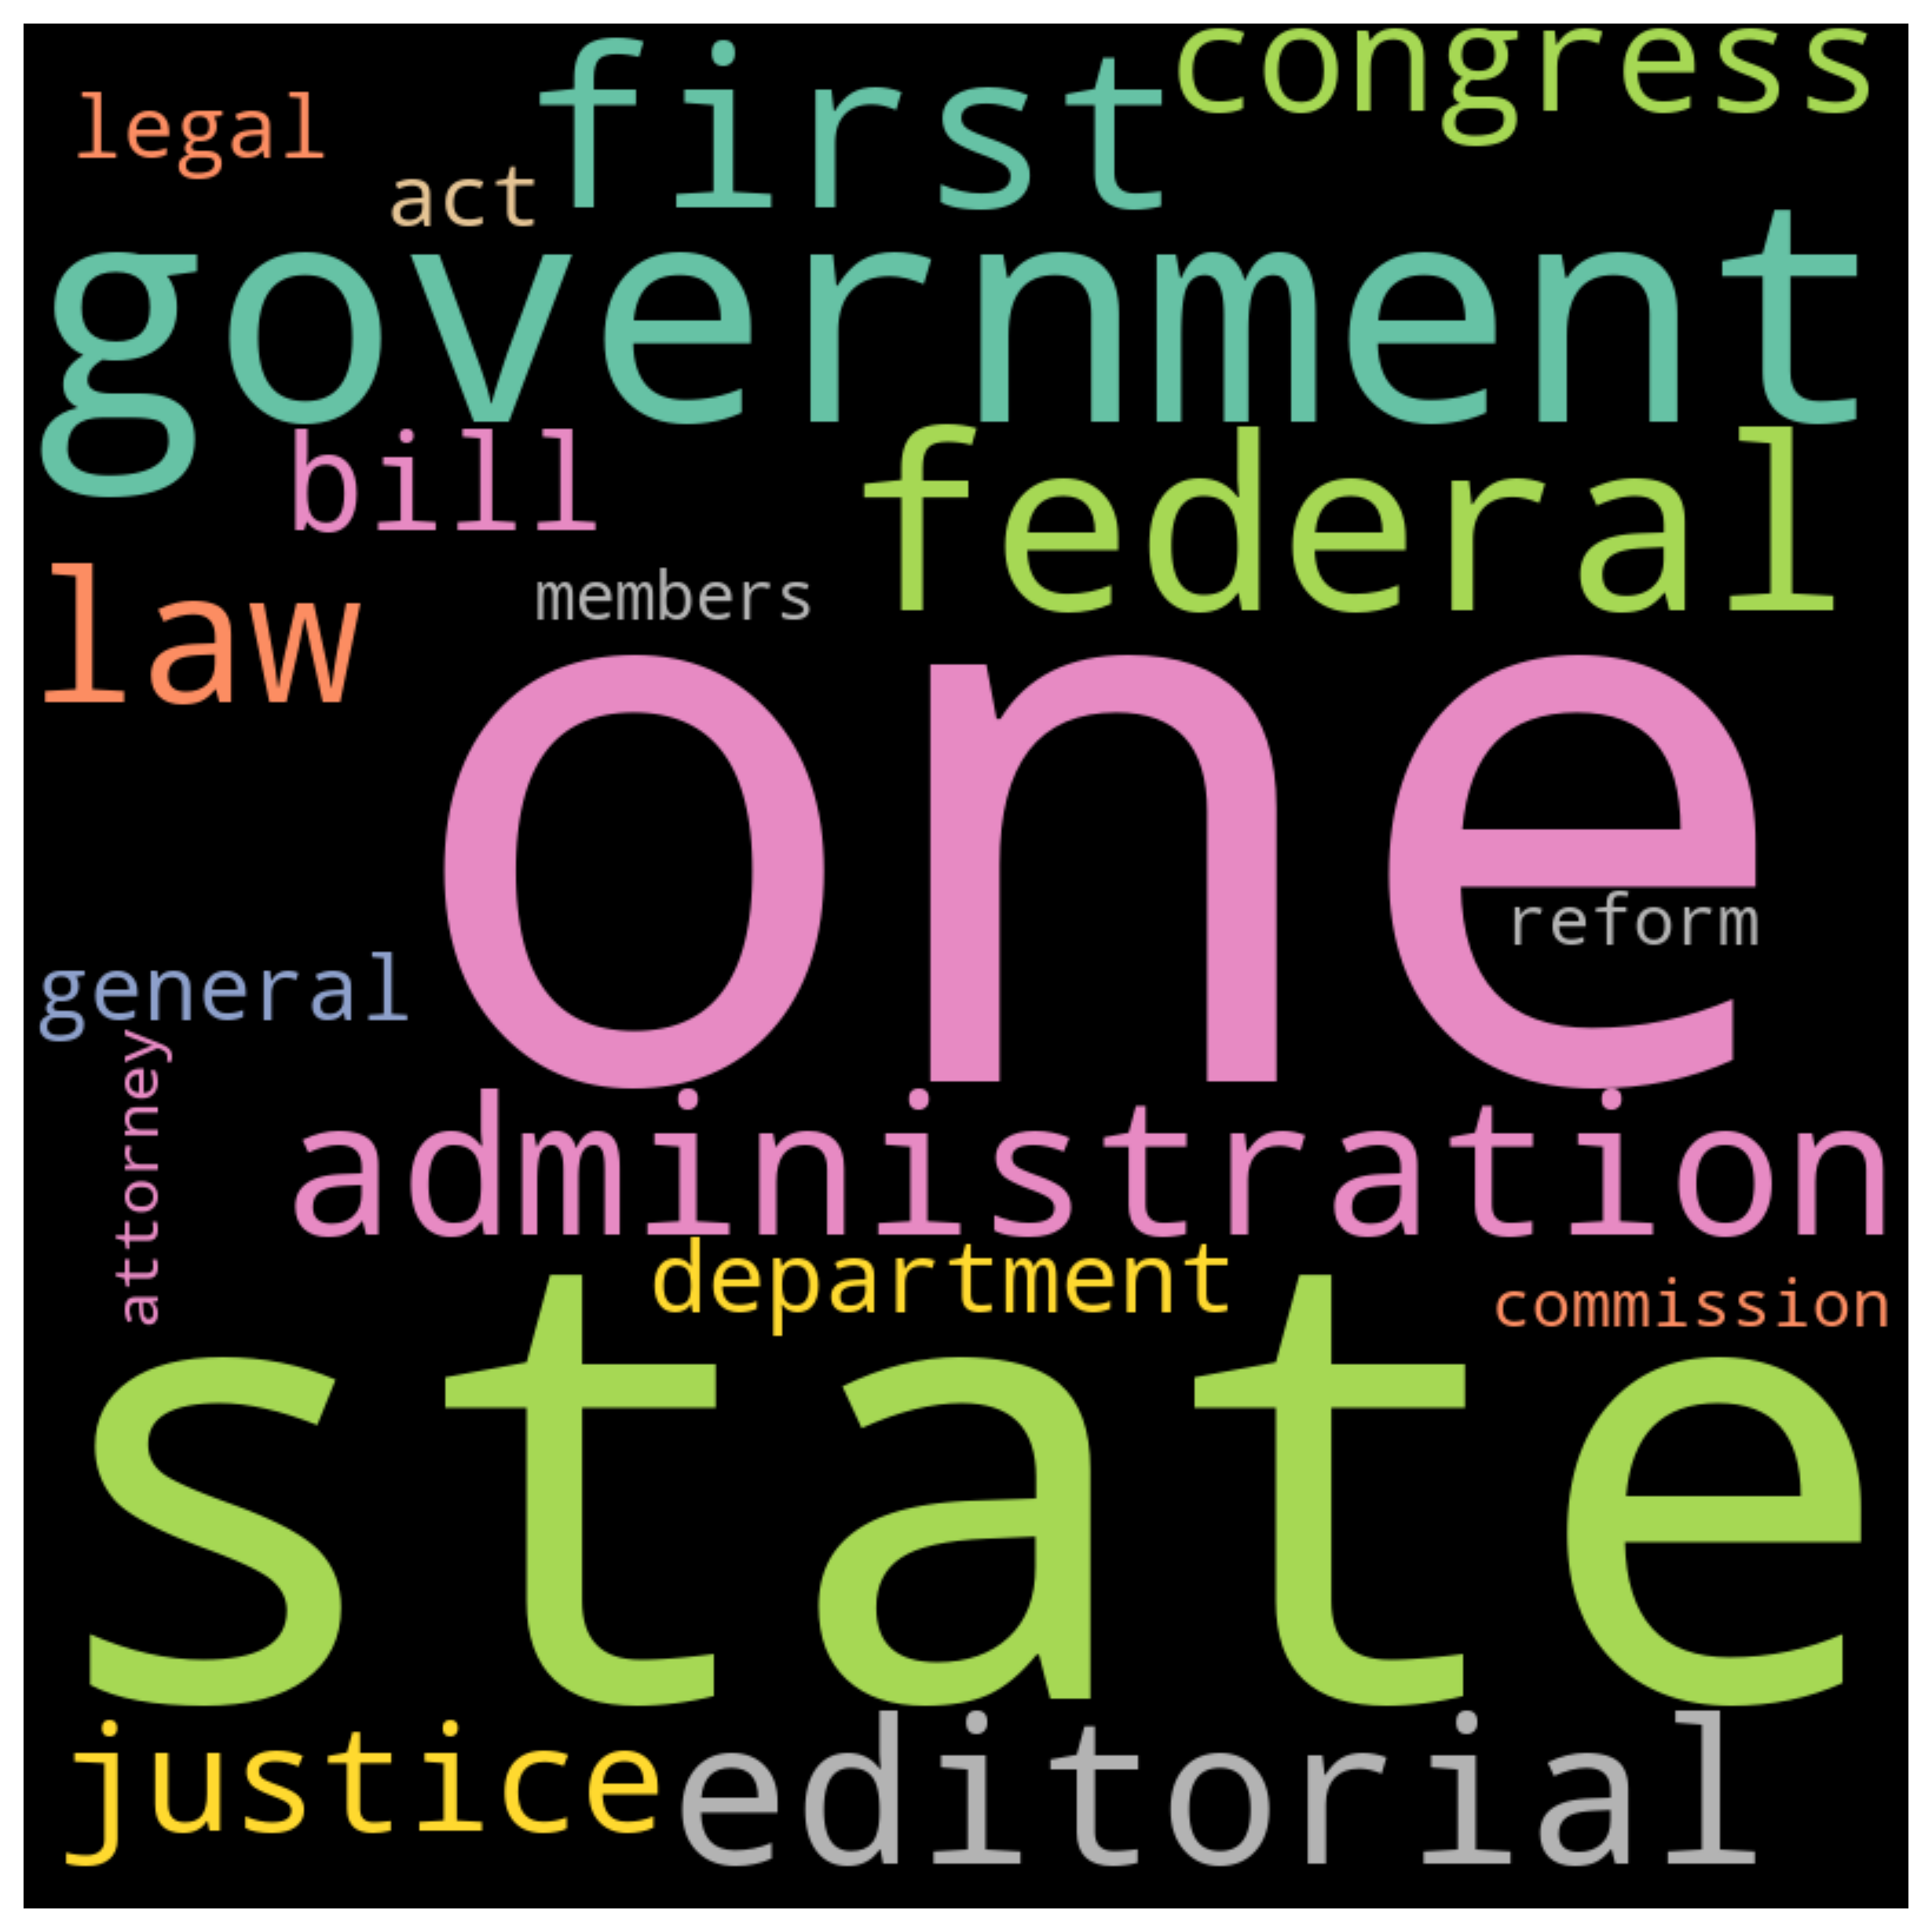 congress
first
legal
act
government
bill
federal
law
members
one
reform
general
attorney
administration
department
commission
state
justice
editorial